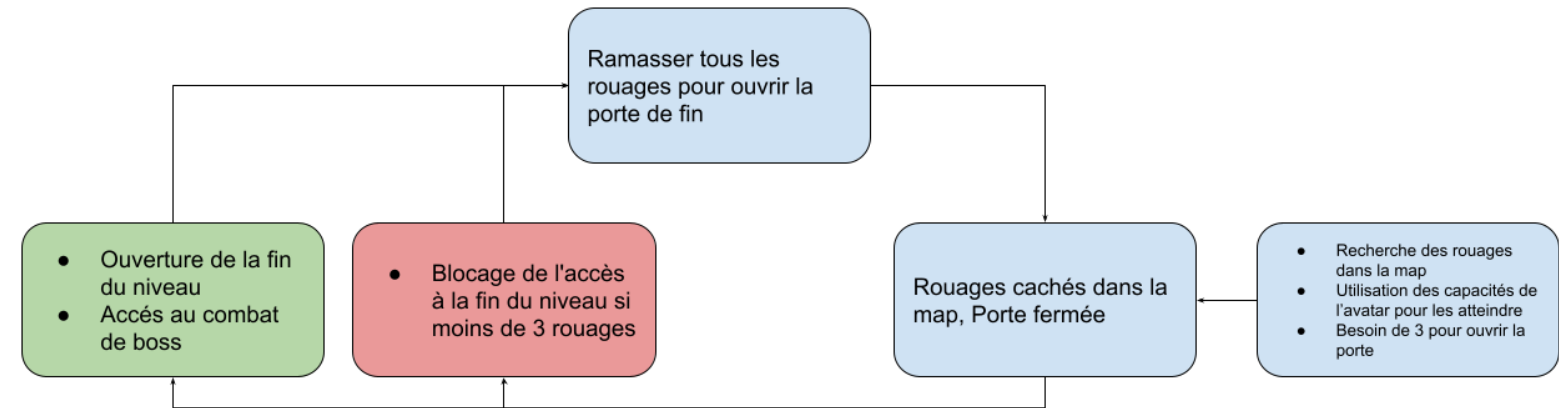 Ramasser tous les
rouages pour ouvrir la
porte de fin
● Ouverture de la fin
du niveau
● Accés au combat
de boss
● Blocage de l'accès
à la fin du niveau si
moins de 3 rouages
Rouages cachés dans la
map, Porte fermée
● Recherche des rouages
dans la map
● Utilisation des capacités de
l'avatar pour les atteindre
● Besoin de 3 pour ouvrir la
porte